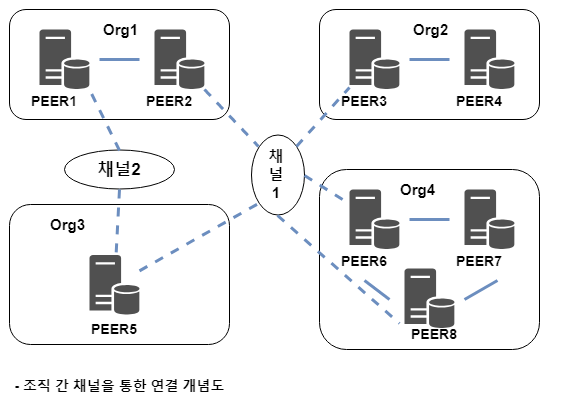 Org1
Org2
PEER1
PEER2
PEER3
PEER4
채널2
채
널
1
Org3
Org4
PEER6
PEER7
PEER5
PEER8
- 조직 간 채널을 통한 연결 개념도